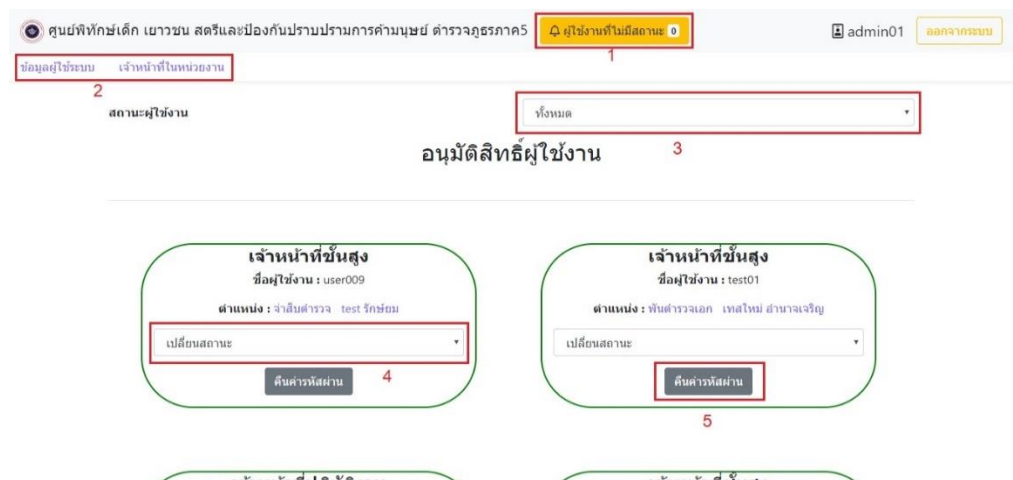 ศูนย์พิทักษ์เด็ก เยาวชน สตรีและป้องกันปราบปรามการค้ามนุษย์ ตำรวจภูธรภาค5 ผู้ใช้งานที่ไม่มีสถานะ 0 admin01 ออกจากระบบ
1
ข้อมูลผู้ใช้ระบบ เจ้าหน้าที่ในหน่วยงาน
2
สถานะผู้ใช้งาน ทั้งหมด
อนุมัติสิทธิ์ผู้ใช้งาน 3
เจ้าหน้าที่ชั้นสูง เจ้าหน้าที่ชั้นสูง
ชื่อผู้ใช้งาน : user009 ชื่อผู้ใช้งาน : test01
ตำแหน่ง : จ่าสิบตำรวจ test รักษ์ยม ตำแหน่ง : พันตำรวจเอก เทสใหม่ อำนาจเจริญ
เปลี่ยนสถานะ เปลี่ยนสถานะ
คืนค่ารหัสผ่าน 4 คืนค่ารหัสผ่าน
5